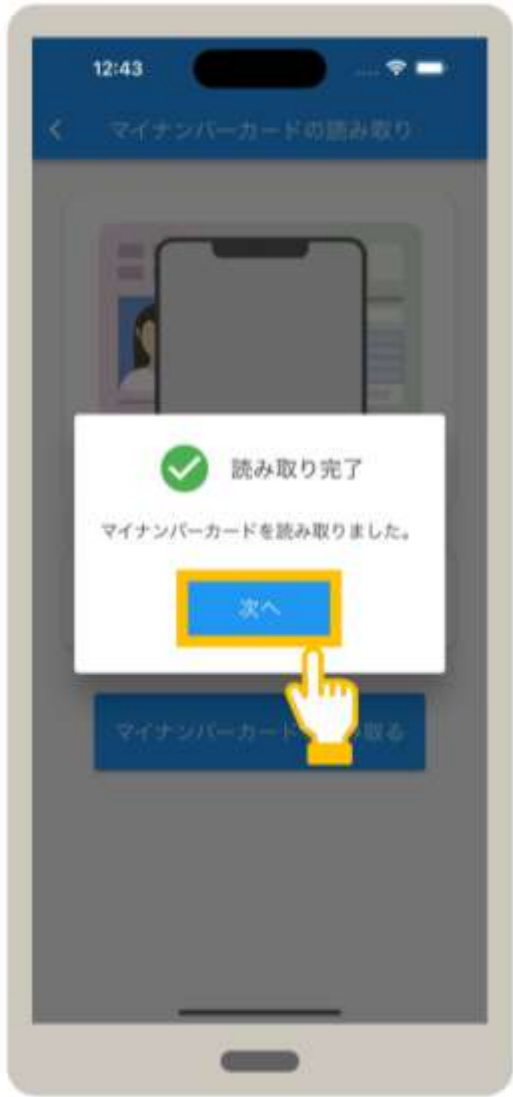 12:43
マイナンバーカードの読み取り
読み取り完了
マイナンバーカードを読み取りました。
次へ
マイナンバーカード
取る